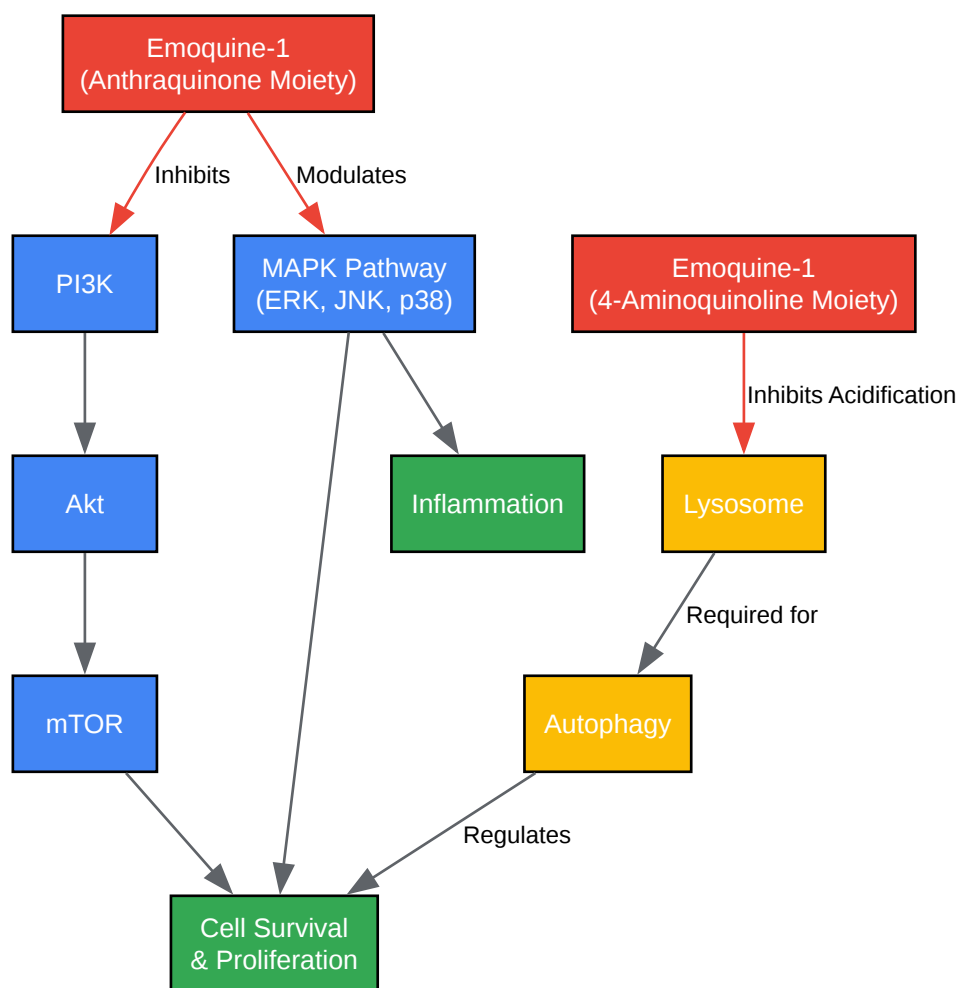 Emoquine-1
(Anthraquinone Moiety)
Inhibits
Modulates
PI3K
MAPK Pathway
(ERK, JNK, p38)
Emoquine-1
(4-Aminoquinoline Moiety)
Inhibits Acidification
Akt
Inflammation
Lysosome
Required for
mTOR
Autophagy
Regulates
Cell Survival
& Proliferation